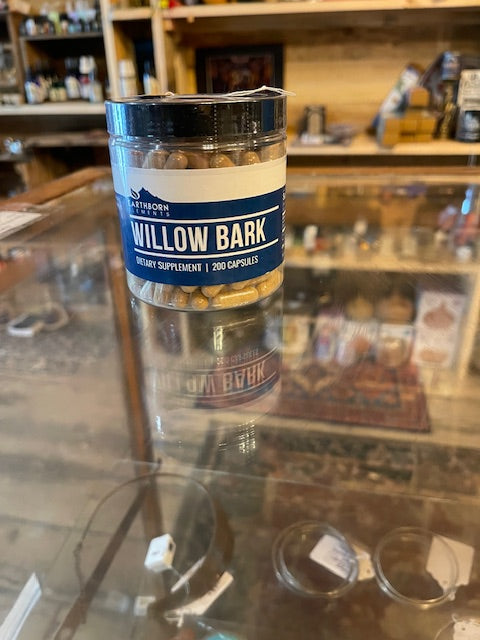 EARTHBORN
ELEMENTS
WILLOW BARK
DIETARY SUPPLEMENT | 200 CAPSULES